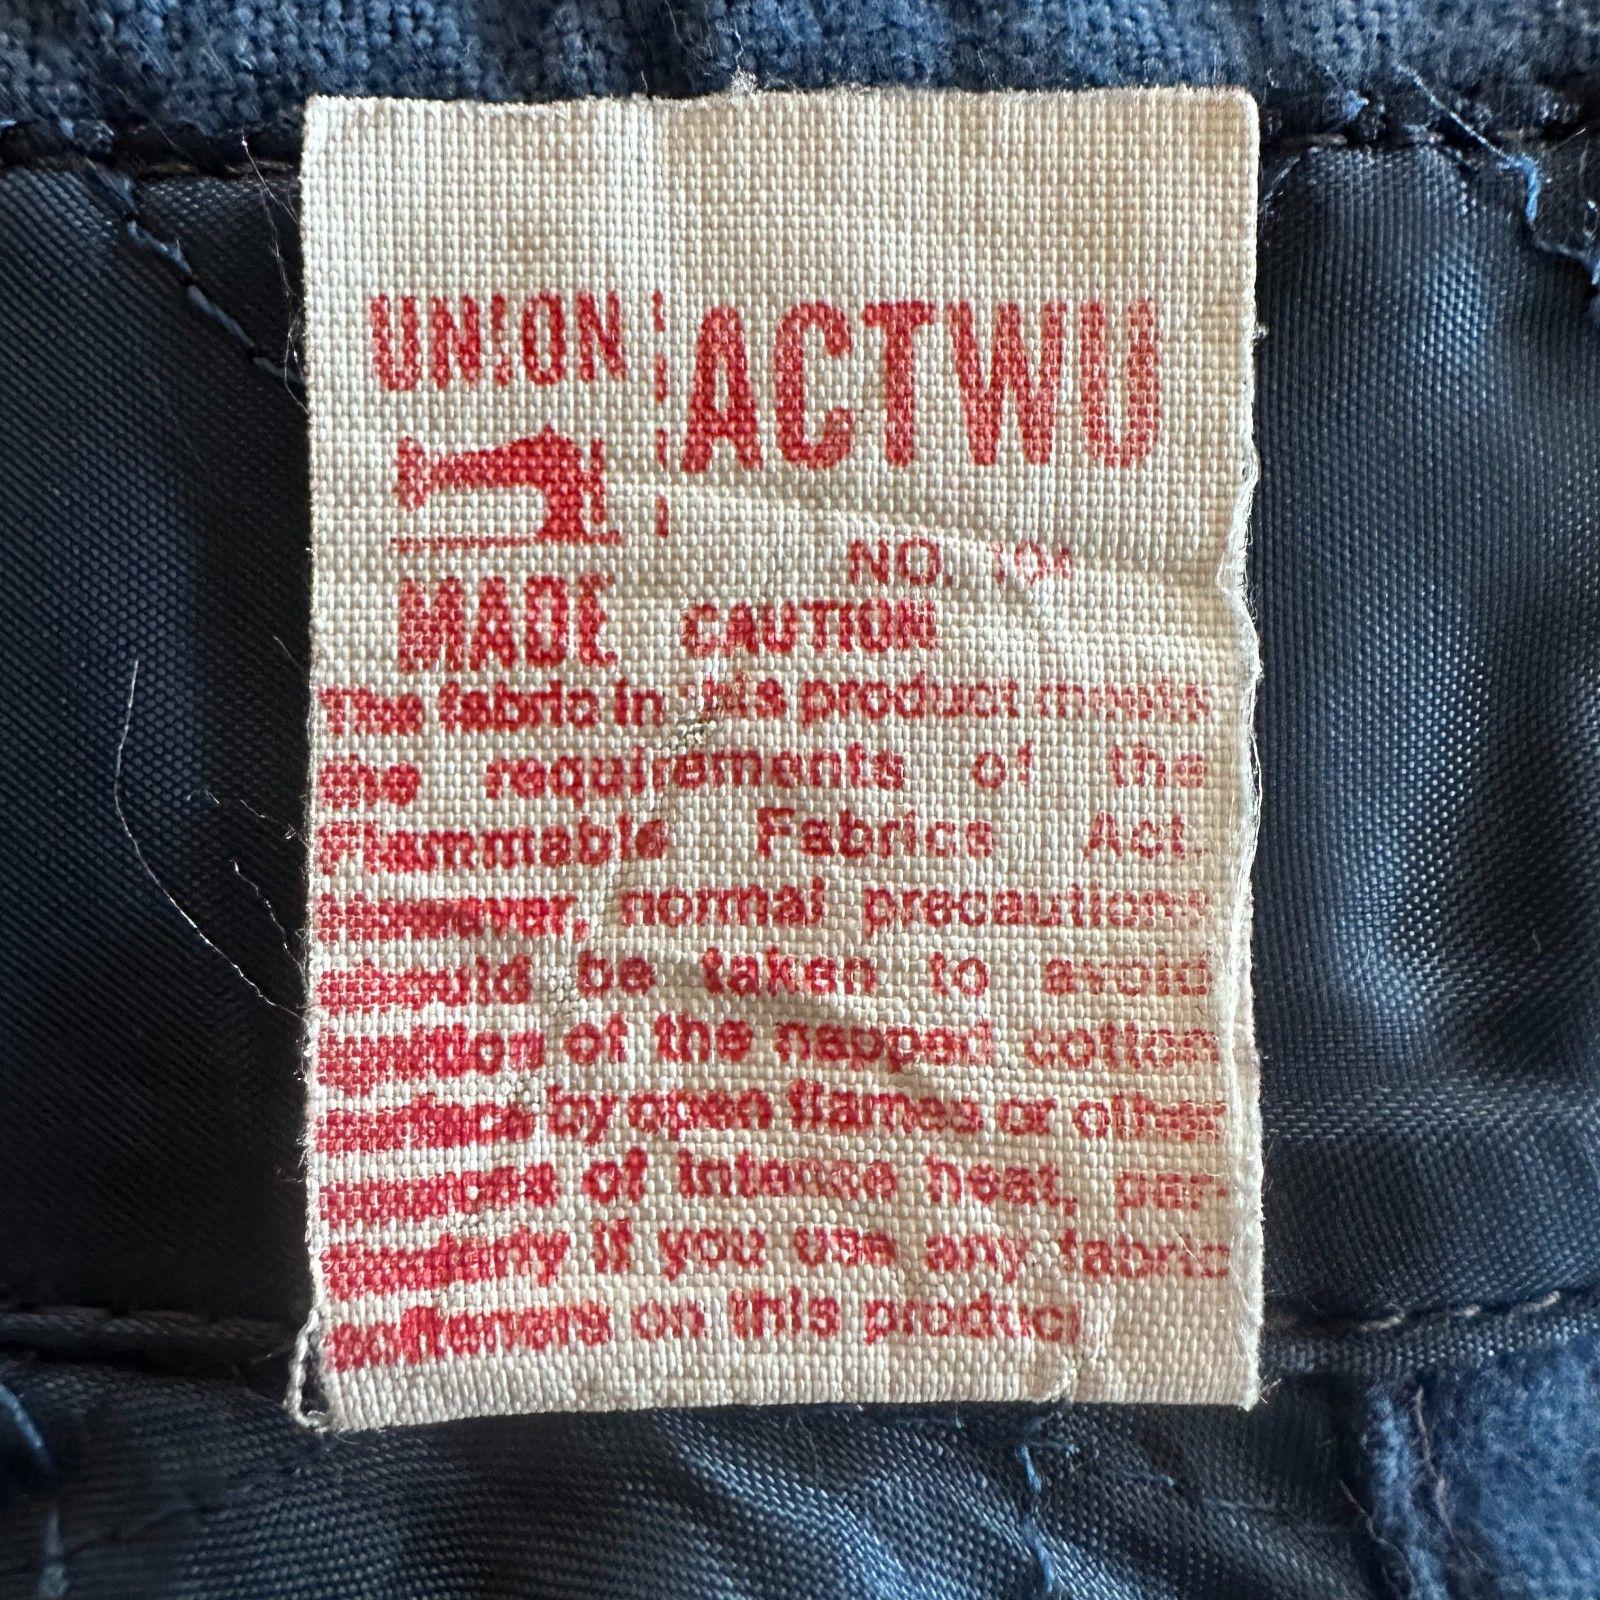 UNION ACTWU
MADE
NO. 101
CAUTION
The fabric in this product meets
the requirements of the
Flammable Fabrics Act.
However, normal precautions
should be taken to avoid
ignition of the napped cotton
surface by open flames or other
sources of intense heat, par-
ticularly if you use any fabric
softeners on this product